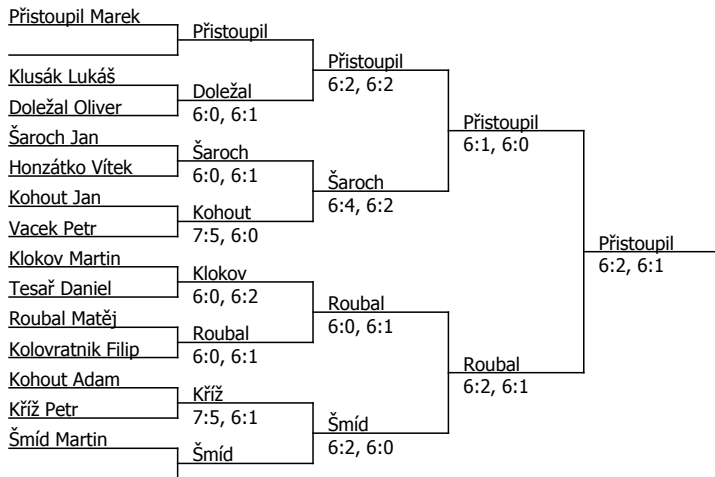 Přistoupil Marek
Klusák Lukáš
Doležal Oliver
Šaroch Jan
Honzátko Vítek
Kohout Jan
Vacek Petr
Klokov Martin
Tesař Daniel
Roubal Matěj
Kolovratnik Filip
Kohout Adam
Kříž Petr
Šmíd Martin
Přistoupil
Doležal
6:0, 6:1
Šaroch
6:0, 6:1
Kohout
7:5, 6:0
Klokov
6:0, 6:2
Roubal
6:0, 6:1
Kříž
7:5, 6:1
Šmíd
Přistoupil
6:2, 6:2
Šaroch
6:4, 6:2
Roubal
6:0, 6:1
Šmíd
6:2, 6:0
Přistoupil
6:1, 6:0
Roubal
6:2, 6:1
Přistoupil
6:2, 6:1